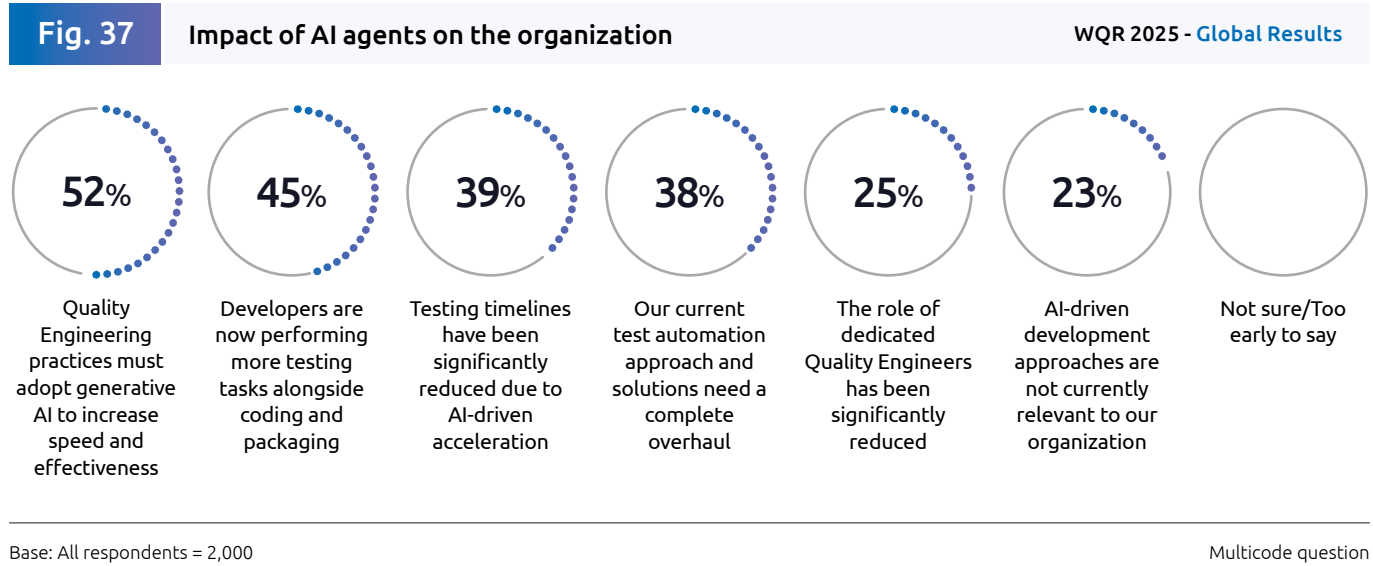 Fig. 37
Impact of AI agents on the organization
WQR 2025 - Global Results
52%
Quality
Engineering
practices must
adopt generative
AI to increase
speed and
effectiveness
45%
Developers are
now performing
more testing
tasks alongside
coding and
packaging
39%
Testing timelines
have been
significantly
reduced due to
AI-driven
acceleration
38%
Our current
test automation
approach and
solutions need a
complete
overhaul
25%
The role of
dedicated
Quality Engineers
has been
significantly
reduced
23%
AI-driven
development
approaches are
not currently
relevant to our
organization
Not sure/Too
early to say
Base: All respondents = 2,000
Multicode question